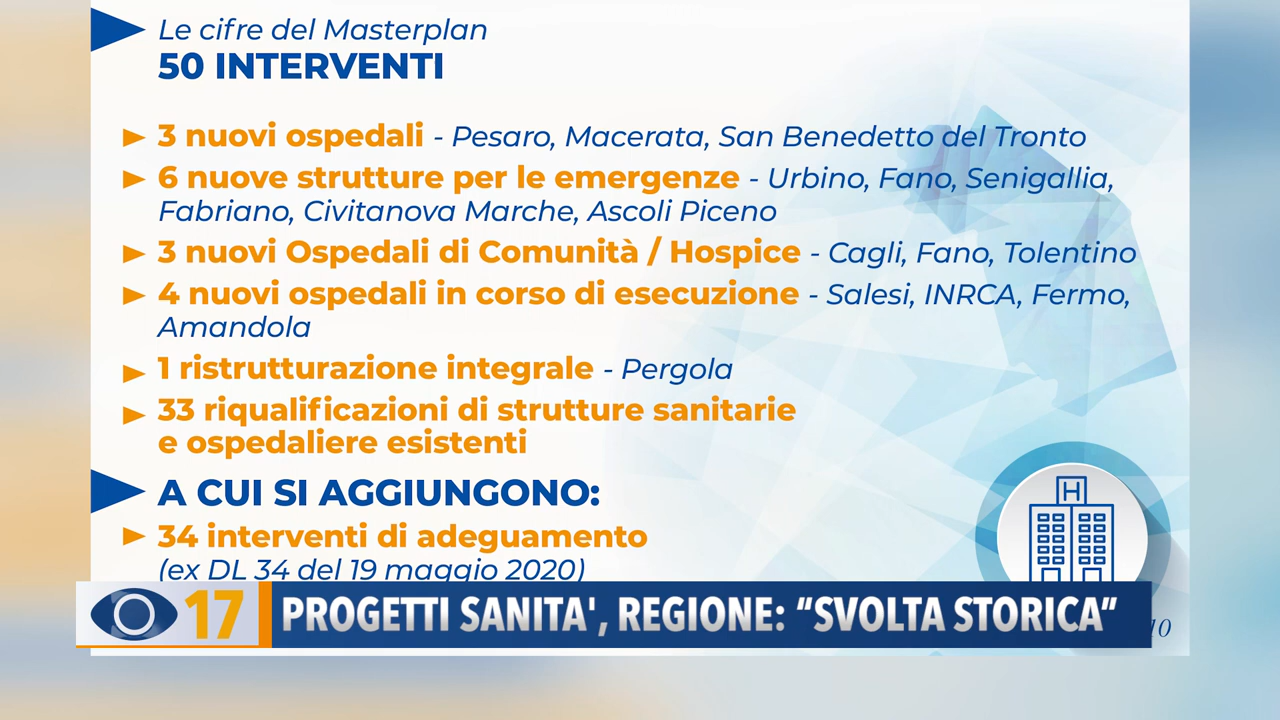 Le cifre del Masterplan
50 INTERVENTI
3 nuovi ospedali - Pesaro, Macerata, San Benedetto del Tronto
6 nuove strutture per le emergenze - Urbino, Fano, Senigallia,
Fabriano, Civitanova Marche, Ascoli Piceno
3 nuovi Ospedali di Comunità / Hospice - Cagli, Fano, Tolentino
4 nuovi ospedali in corso di esecuzione - Salesi, INRCA, Fermo,
Amandola
1 ristrutturazione integrale - Pergola
33 riqualificazioni di strutture sanitarie
e ospedaliere esistenti
A CUI SI AGGIUNGONO:
34 interventi di adeguamento
(ex DL 34 del 19 maggio 2020)
H
17 PROGETTI SANITA', REGIONE: “SVOLTA STORICA”
10